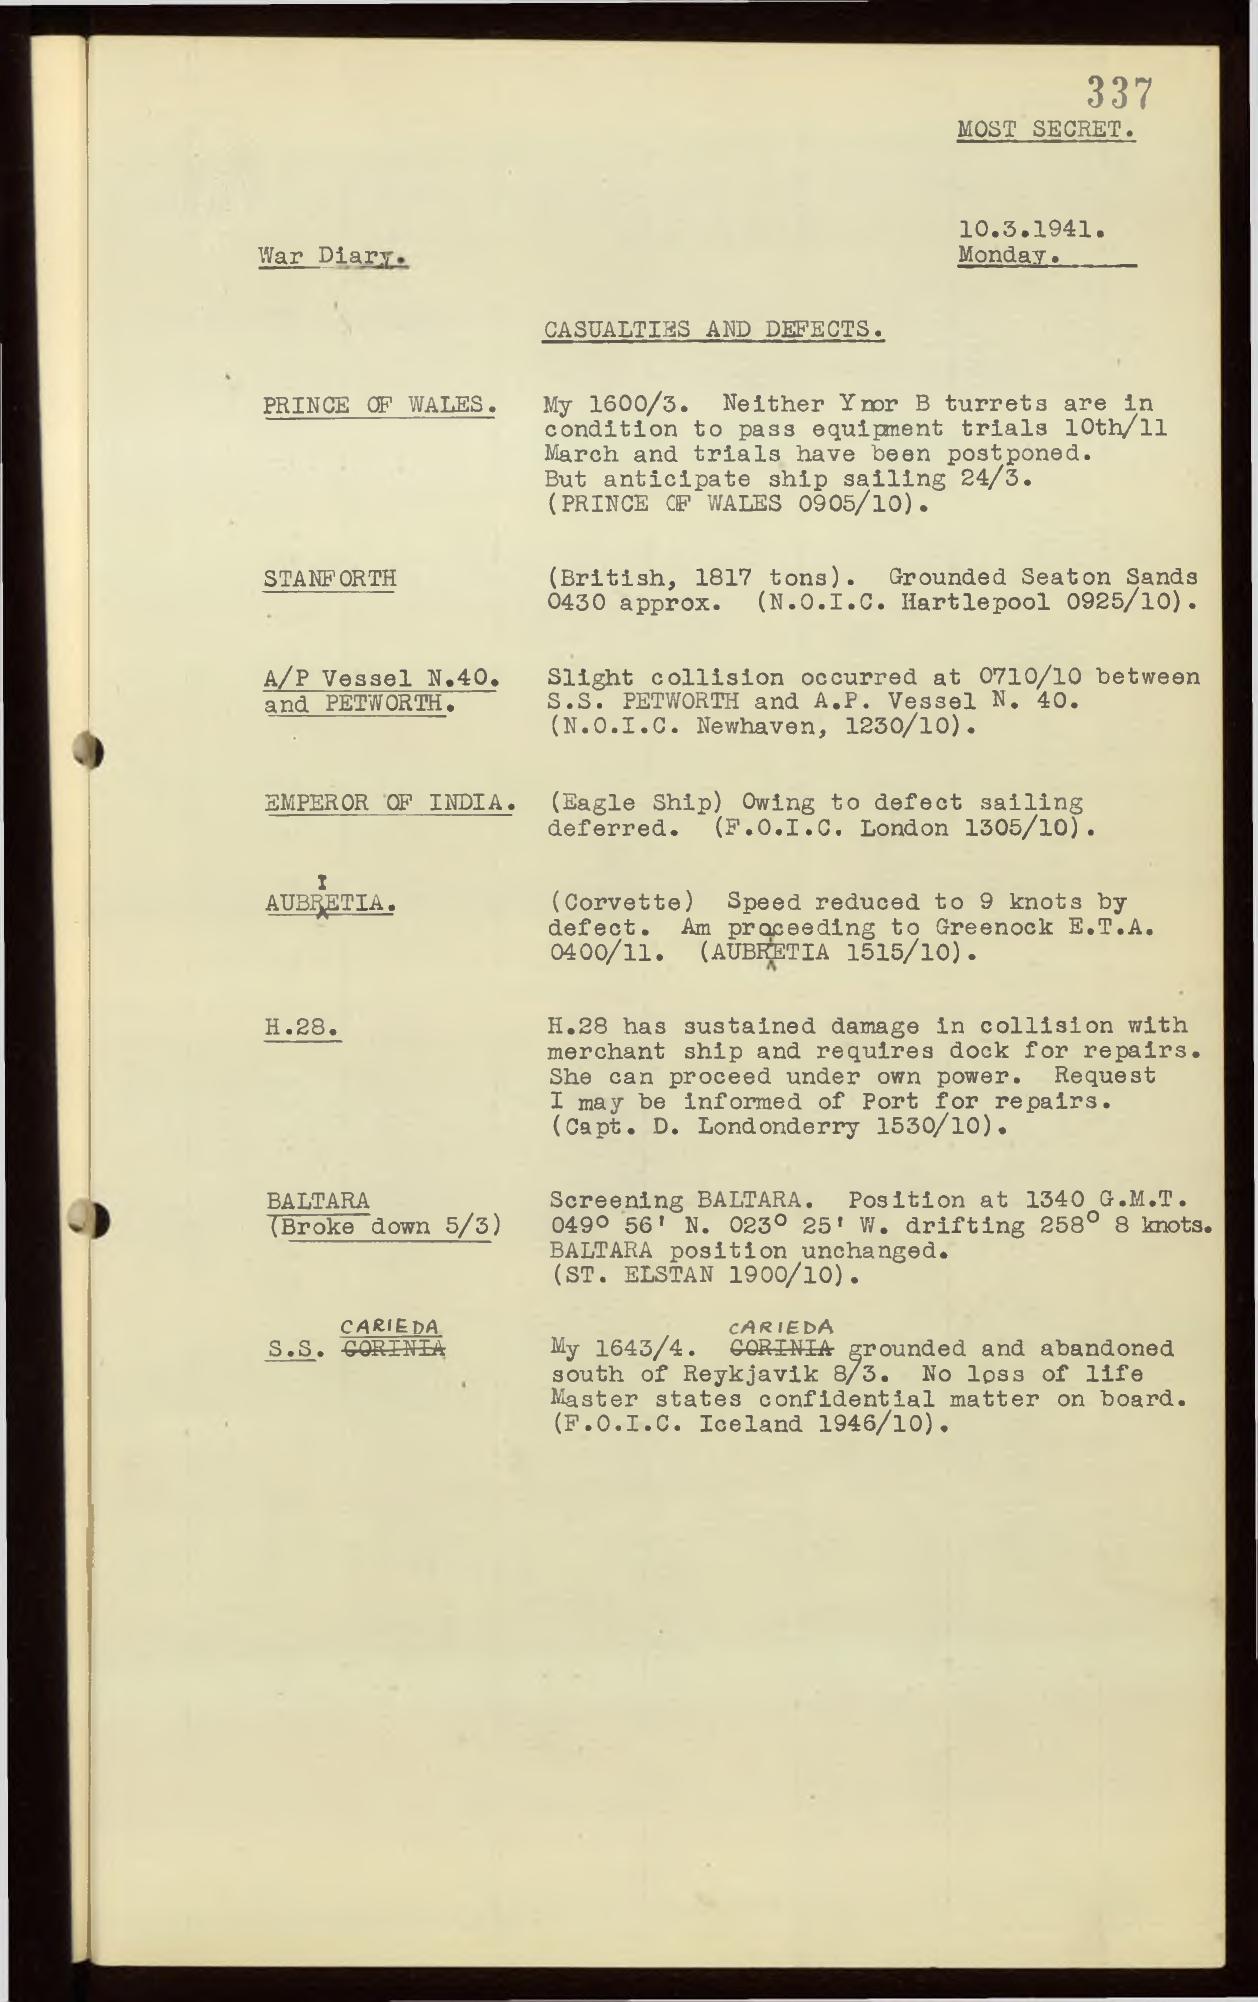 337
MOST SECRET.
10.3.1941.
War Diary. Monday.
CASUALTIES AND DEFECTS.
PRINCE OF WALES. My 1600/3. Neither Y nor B turrets are in
condition to pass equipment trials 10th/11
March and trials have been postponed.
But anticipate ship sailing 24/3.
(PRINCE OF WALES 0905/10).
STANFORTH (British, 1817 tons). Grounded Seaton Sands
0430 approx. (N.O.I.C. Hartlepool 0925/10).
A/P Vessel N.40. Slight collision occurred at 0710/10 between
and PETWORTH. S.S. PETWORTH and A.P. Vessel N. 40.
(N.O.I.C. Newhaven, 1230/10).
EMPEROR OF INDIA. (Eagle Ship) Owing to defect sailing
deferred. (F.O.I.C. London 1305/10).
I
AUBRETIA. (Corvette) Speed reduced to 9 knots by
defect. Am proceeding to Greenock E.T.A.
I
0400/11. (AUBRETIA 1515/10).
H.28. H.28 has sustained damage in collision with
merchant ship and requires dock for repairs.
She can proceed under own power. Request
I may be informed of Port for repairs.
(Capt. D. Londonderry 1530/10).
BALTARA Screening BALTARA. Position at 1340 G.M.T.
(Broke down 5/3) 049° 56' N. 023° 25' W. drifting 258° 8 knots.
BALTARA position unchanged.
(ST. ELSTAN 1900/10).
CARIEDA CARIEDA
S.S. CORINIA My 1643/4. CORINIA grounded and abandoned
south of Reykjavik 8/3. No loss of life
Master states confidential matter on board.
(F.O.I.C. Iceland 1946/10).